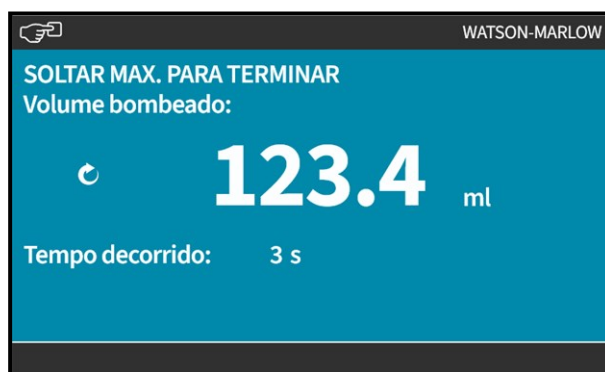 WATSON-MARLOW
SOLTAR MAX. PARA TERMINAR
Volume bombeado:
123.4 ml
Tempo decorrido: 3 s